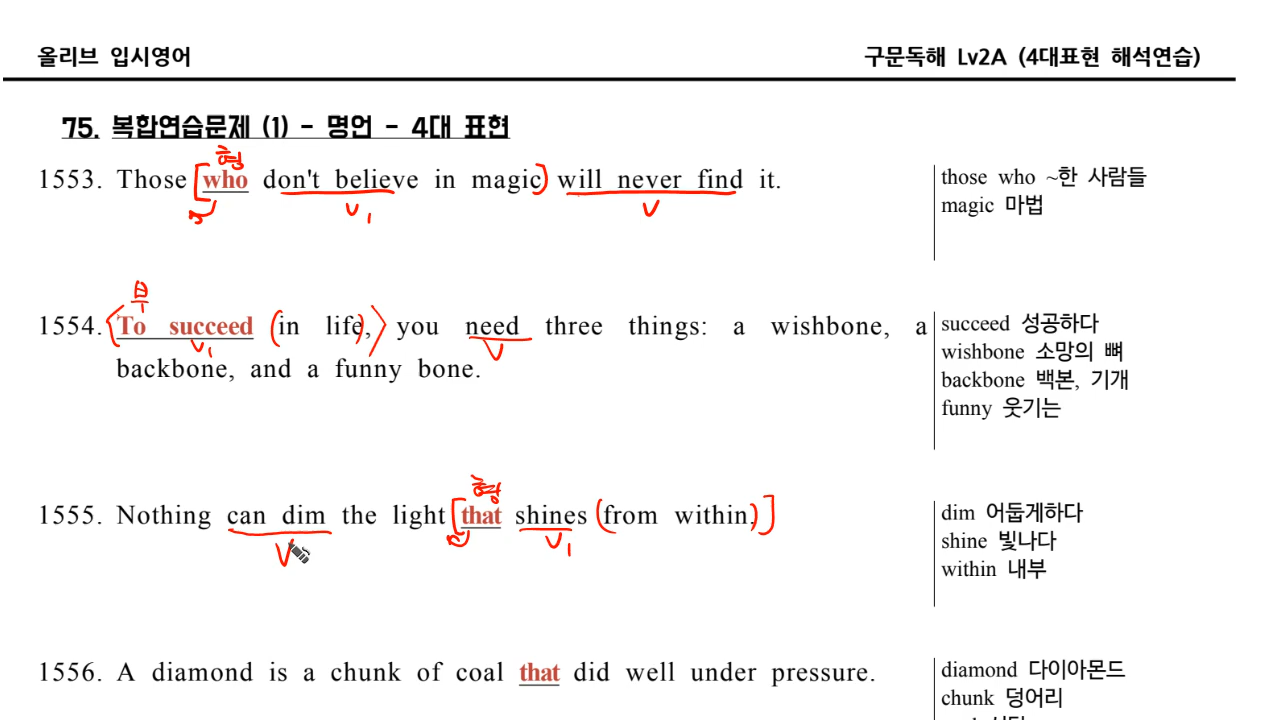 올리브 입시영어
구문독해 Lv2A (4대표현 해석연습)
75. 복합연습문제 (1) - 명언 - 4대 표현
형
1553. Those [who don't believe in magic) will never find it.
V1 V
those who ~한 사람들
magic 마법
부
1554. To succeed (in life,) you need three things: a wishbone, a
V1 V
backbone, and a funny bone.
succeed 성공하다
wishbone 소망의 뼈
backbone 백본, 기개
funny 웃기는
형
1555. Nothing can dim the light [that shines (from within.)]
V V1
dim 어둡게하다
shine 빛나다
within 내부
1556. A diamond is a chunk of coal that did well under pressure.
diamond 다이아몬드
chunk 덩어리